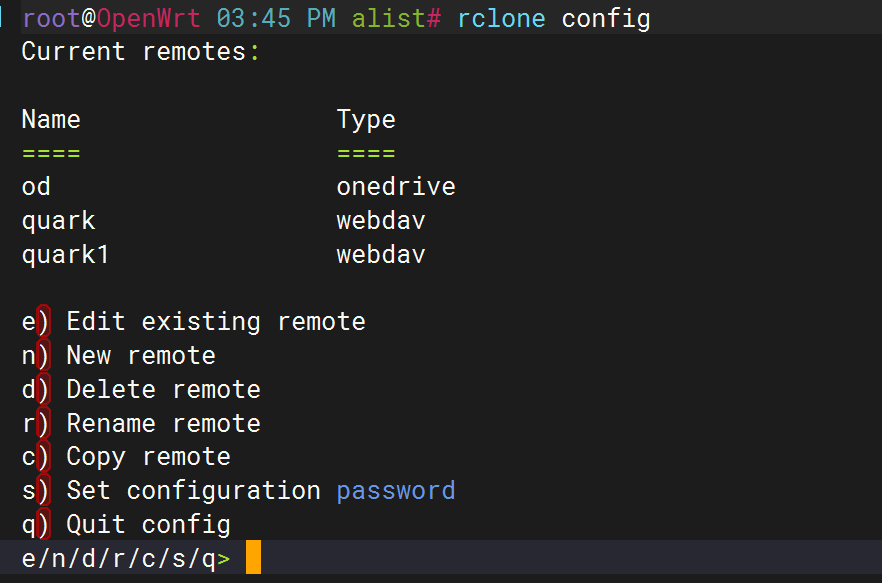 root@OpenWrt 03:45 PM alist# rclone config
Current remotes:
Name                 Type
====                 ====
od                   onedrive
quark                webdav
quark1               webdav
e) Edit existing remote
n) New remote
d) Delete remote
r) Rename remote
c) Copy remote
s) Set configuration password
q) Quit config
e/n/d/r/c/s/q>